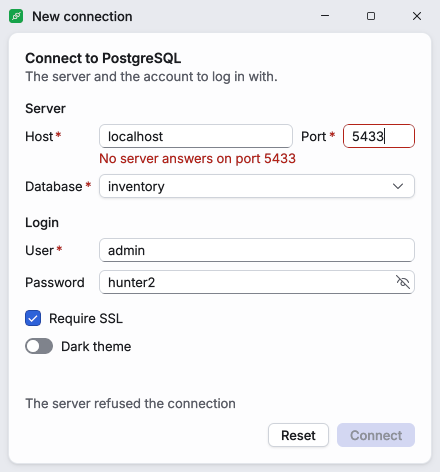 New connection
Connect to PostgreSQL
The server and the account to log in with.
Server
Host* localhost Port* 5433
No server answers on port 5433
Database* inventory
Login
User* admin
Password hunter2
Require SSL
Dark theme
The server refused the connection
Reset Connect